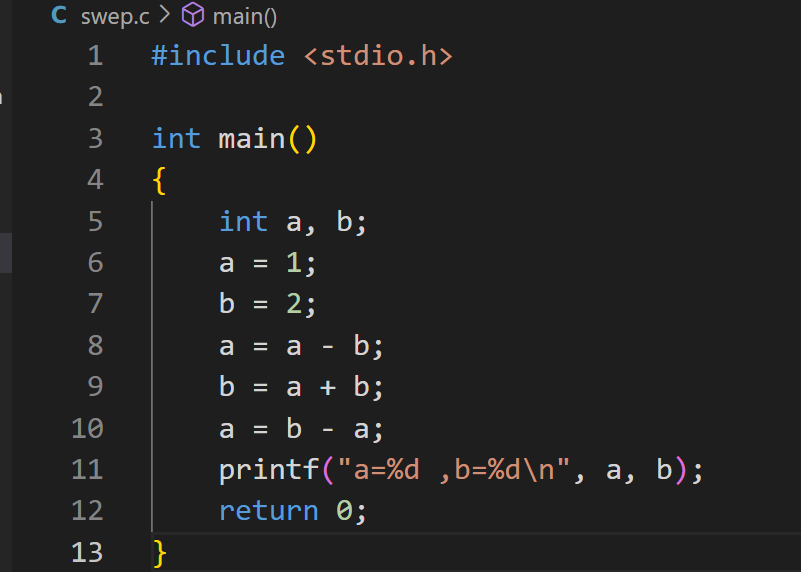 C swep.c > main()
1 #include <stdio.h>
2
3 int main()
4 {
5     int a, b;
6     a = 1;
7     b = 2;
8     a = a - b;
9     b = a + b;
10     a = b - a;
11     printf("a=%d ,b=%d\n", a, b);
12     return 0;
13 }